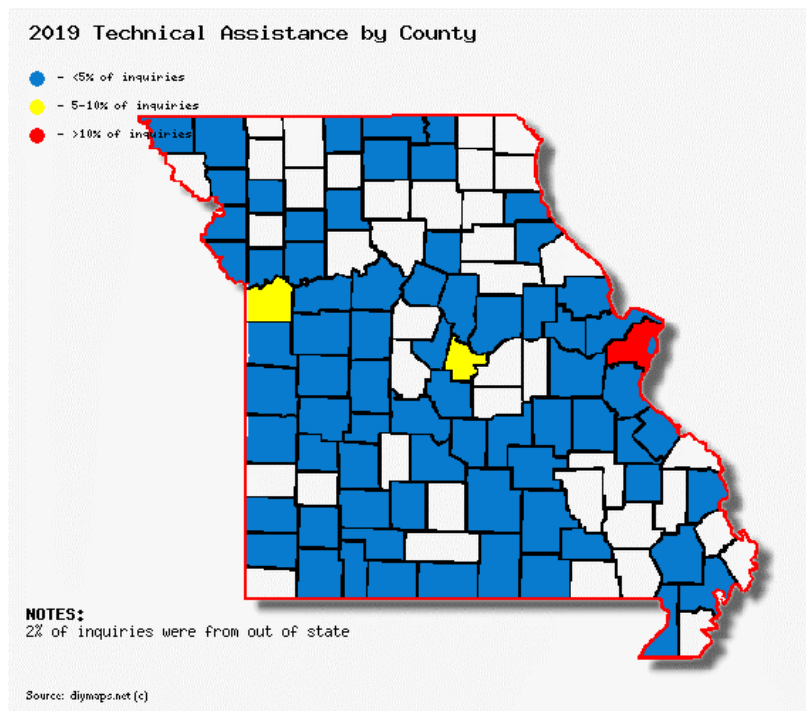 2019 Technical Assistance by County
- <5% of inquiries
- 5-10% of inquiries
- >10% of inquiries
NOTES:
2% of inquiries were from out of state
Source: diymaps.net (c)